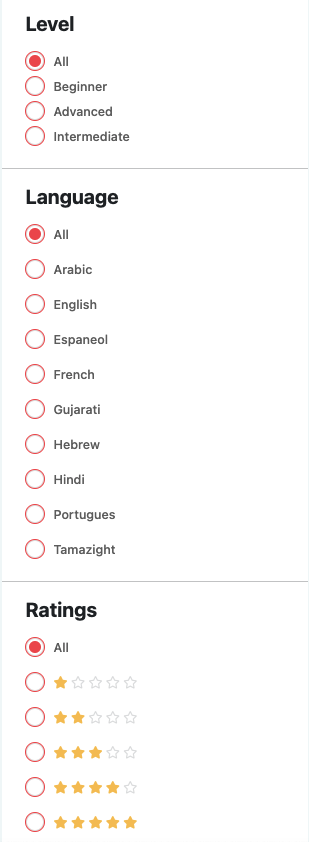 Level
All
Beginner
Advanced
Intermediate
Language
All
Arabic
English
Espaneol
French
Gujarati
Hebrew
Hindi
Portugues
Tamazight
Ratings
All